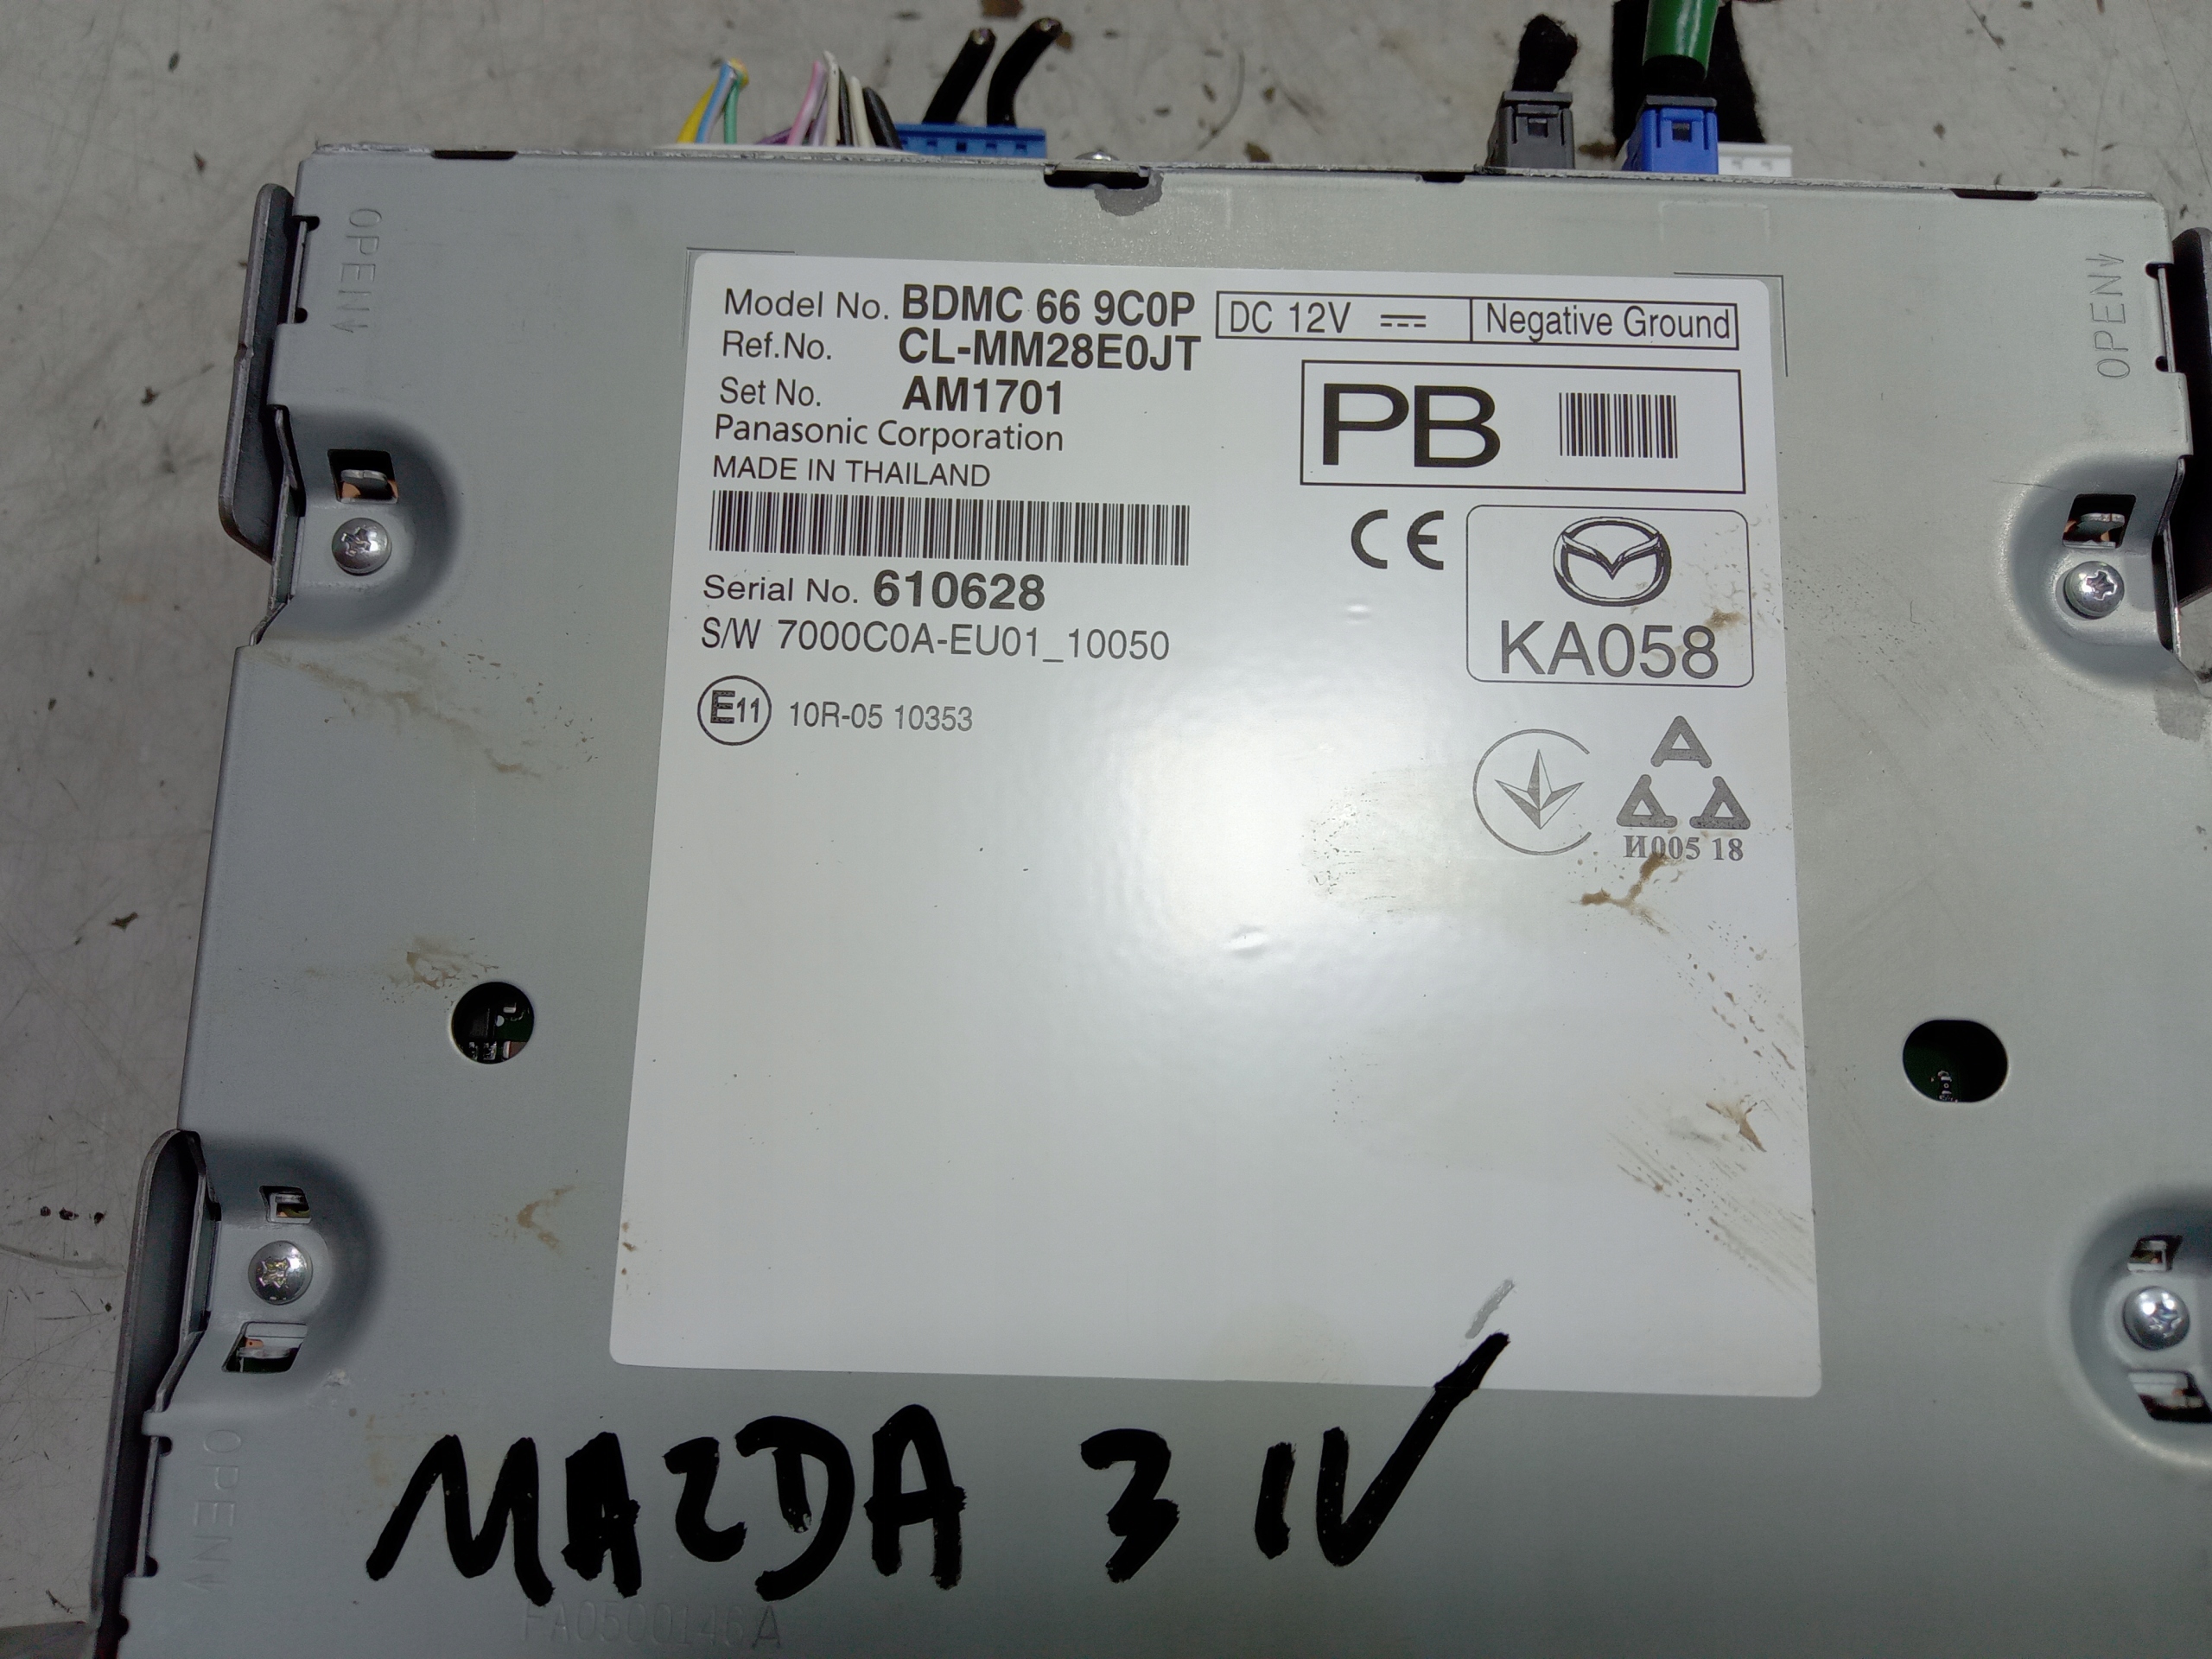 OPEN
OPEN
Model No. BDMC 66 9C0P
DC 12V
Negative Ground
Ref.No. CL-MM28E0JT
Set No. AM1701
PB
Panasonic Corporation
MADE IN THAILAND
CE
Serial No. 610628
KA058
S/W 7000C0A-EU01_10050
E11 10R-05 10353
И005 18
MAZDA 3 IV
OPEN
FA0500146A